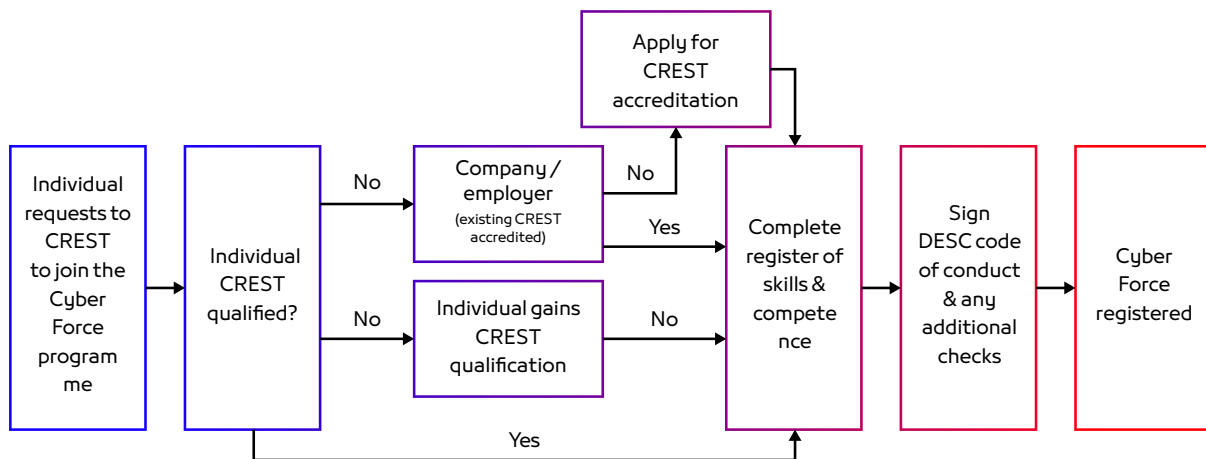 Individual
requests to
CREST
to join the
Cyber
Force
program
me
Individual
CREST
qualified?
No
No
Yes
Company /
employer
(existing CREST
accredited)
Individual gains
CREST
qualification
No
Yes
No
Apply for
CREST
accreditation
Complete
register of
skills &
compete
nce
Sign
DESC code
of conduct
& any
additional
checks
Cyber
Force
registered